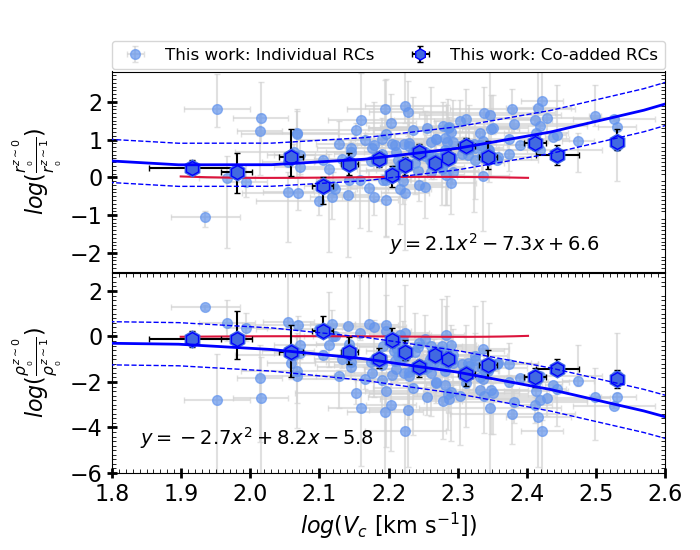 This work: Individual RCs This work: Co-added RCs
2
1
0
−1
−2
log(r₀^{z∼0}/r₀^{z∼1})
y = 2.1x² − 7.3x + 6.6
2
0
−2
−4
−6
log(ρ₀^{z∼0}/ρ₀^{z∼1})
y = −2.7x² + 8.2x − 5.8
1.8 1.9 2.0 2.1 2.2 2.3 2.4 2.5 2.6
log(V_c [km s⁻¹])